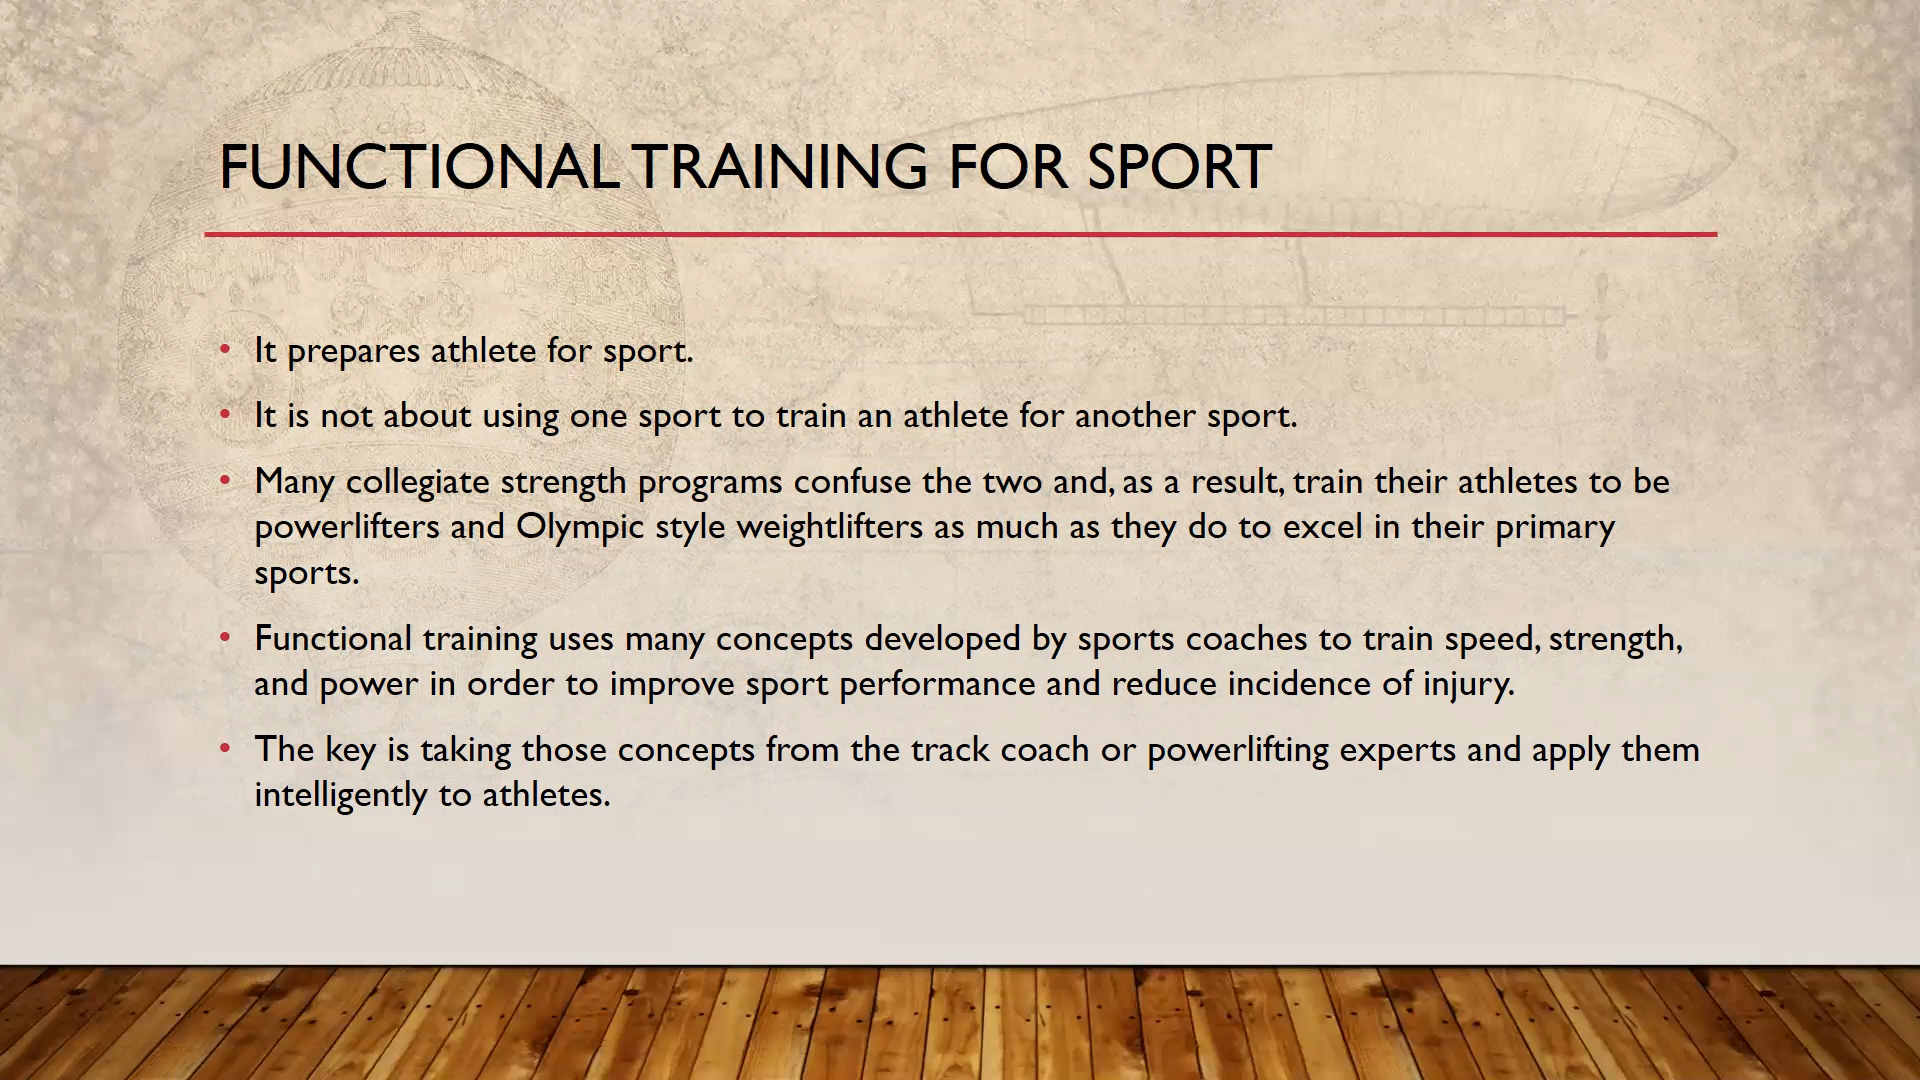 FUNCTIONAL TRAINING FOR SPORT
• It prepares athlete for sport.
• It is not about using one sport to train an athlete for another sport.
• Many collegiate strength programs confuse the two and, as a result, train their athletes to be
powerlifters and Olympic style weightlifters as much as they do to excel in their primary
sports.
• Functional training uses many concepts developed by sports coaches to train speed, strength,
and power in order to improve sport performance and reduce incidence of injury.
• The key is taking those concepts from the track coach or powerlifting experts and apply them
intelligently to athletes.